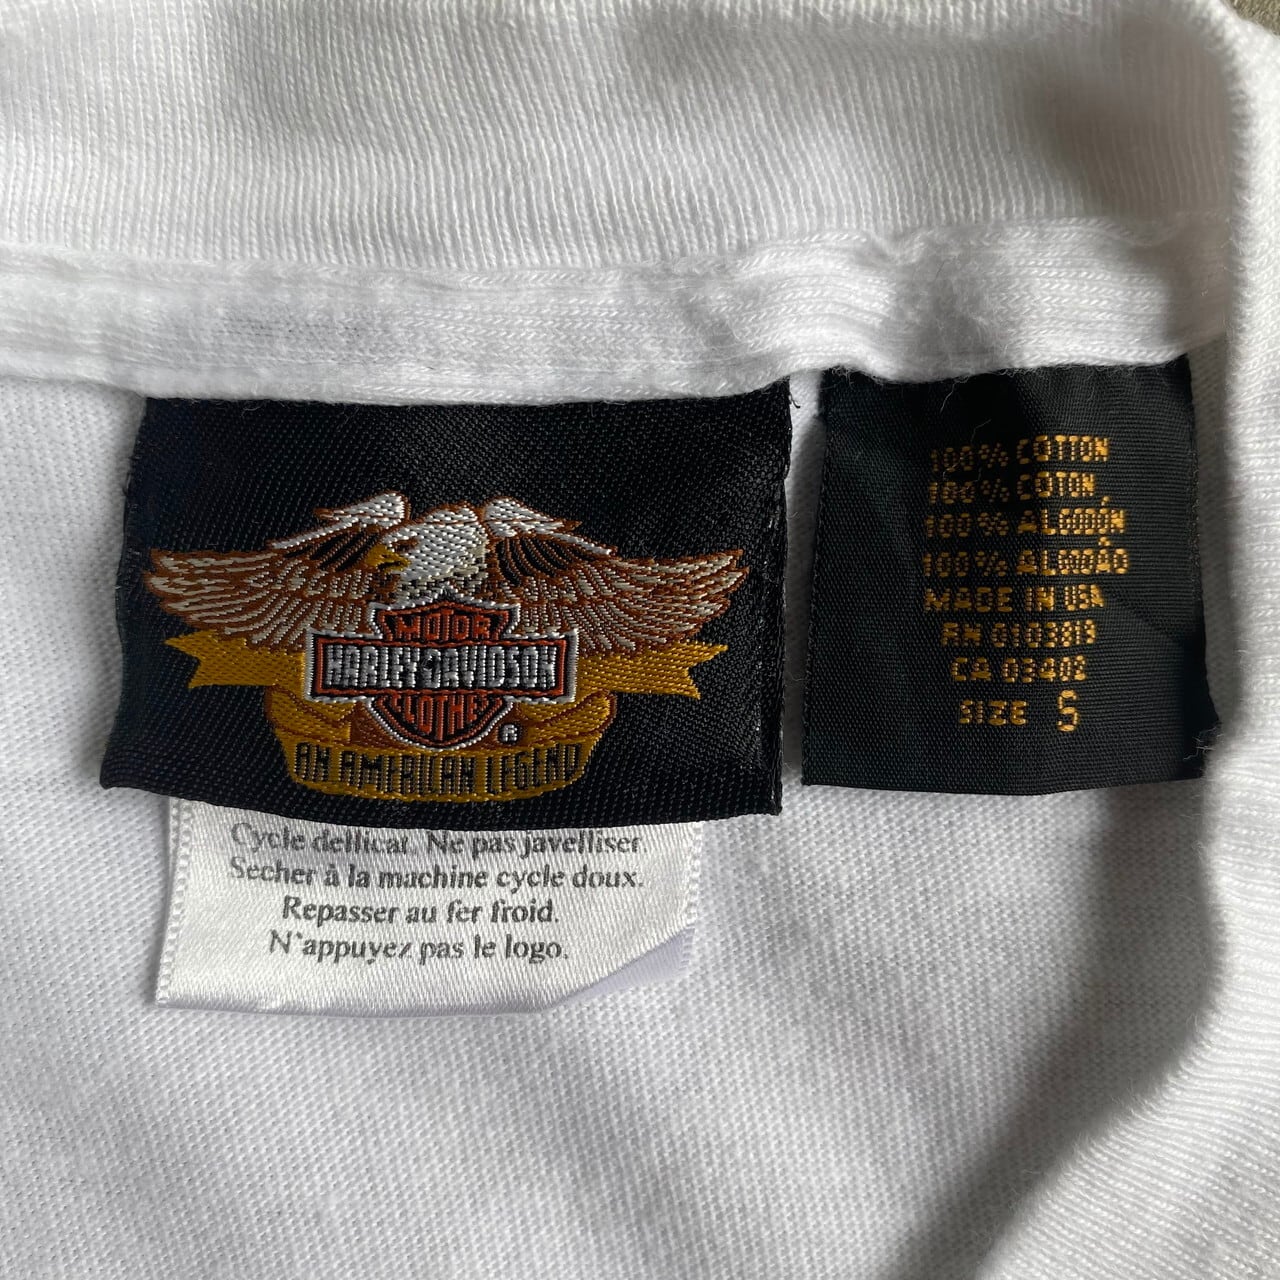 MOTOR
HARLEY-DAVIDSON
CLOTHES
®
AN AMERICAN LEGEND
Cycle dellicat. Ne pas javelliser.
Secher à la machine cycle doux.
Repasser au fer froid.
N'appuyez pas le logo.
100% COTTON
100% COTON
100% ALGODÓN
100% ALGODÃO
MADE IN USA
RN 0103819
CA 03402
SIZE S